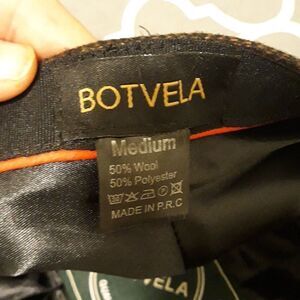 BOTVELA
Medium
50% Wool
50% Polyester
MADE IN P.R.C
VELA